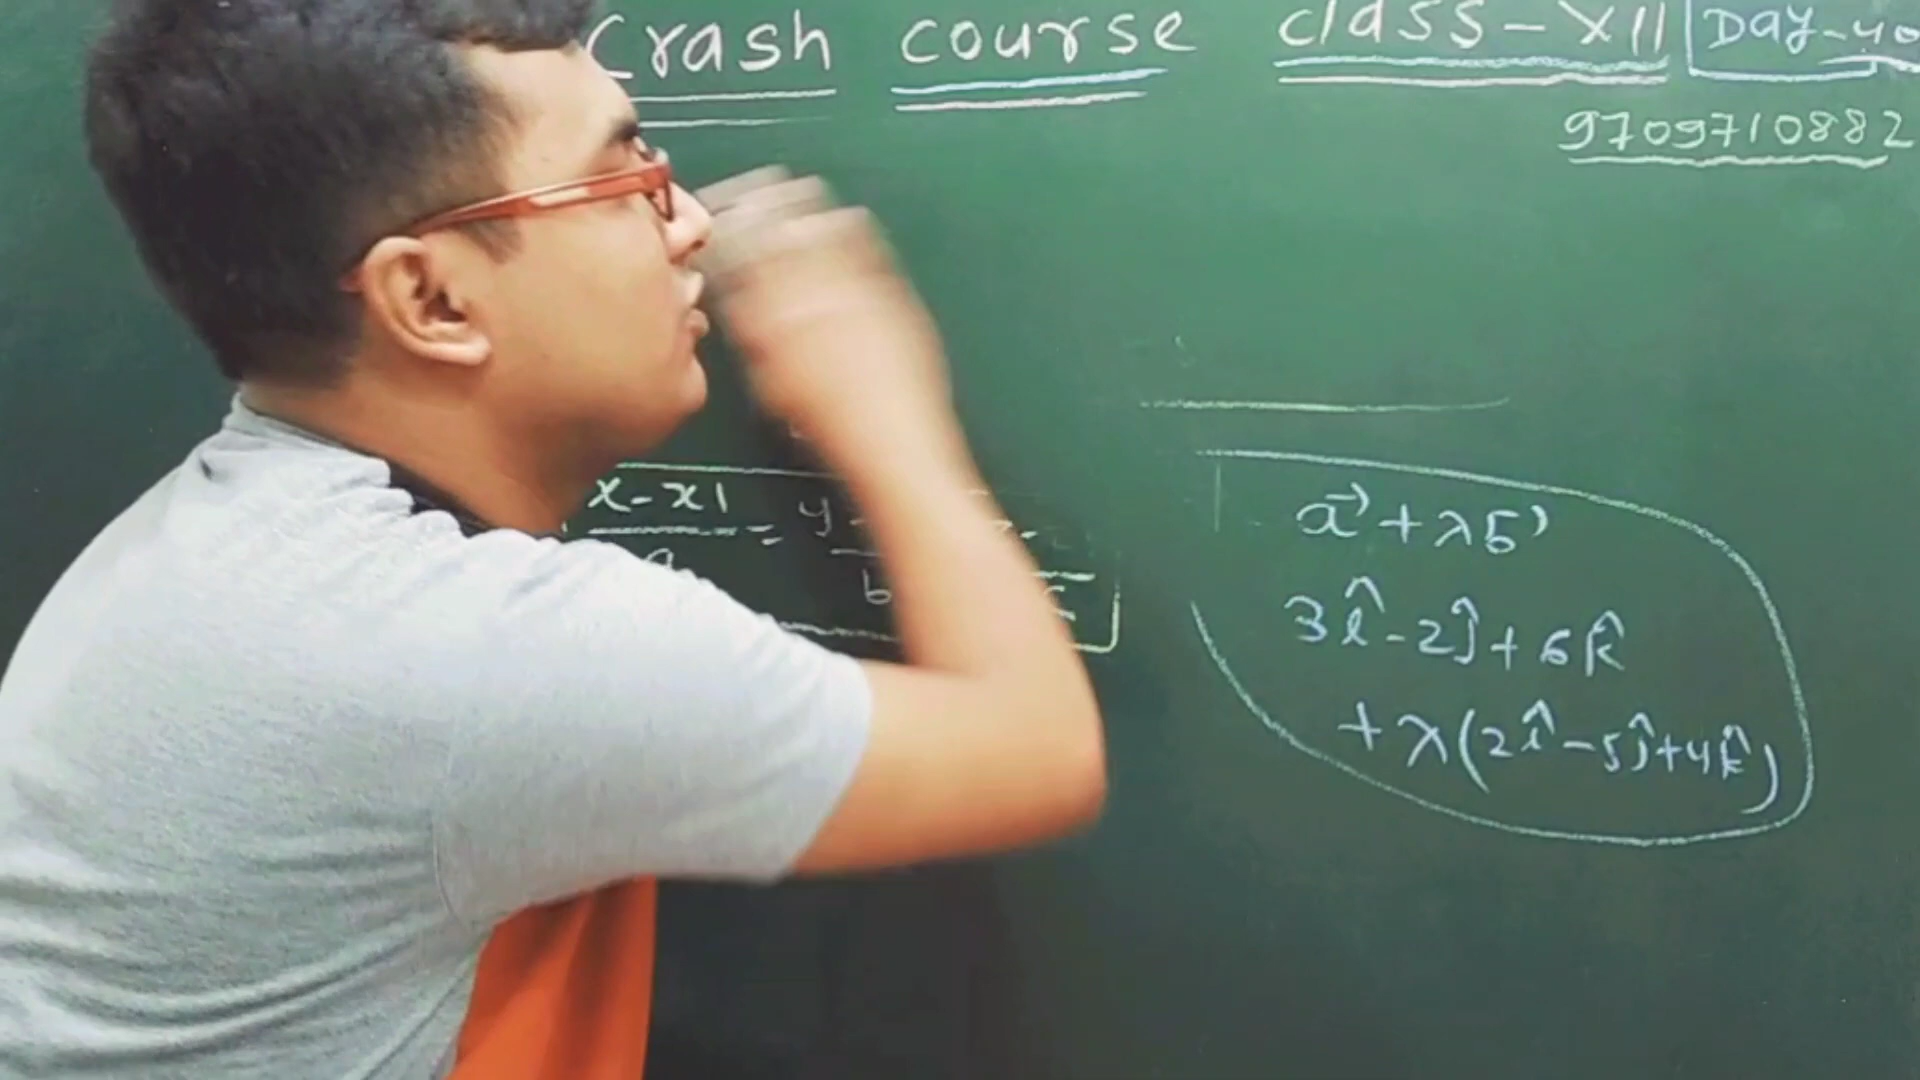 Crash course class-XII Day-40
9709710882
x-x1 = y
a b
a⃗ + λb⃗
3î-2ĵ+6k̂
+ λ(2î-5ĵ+4k̂)